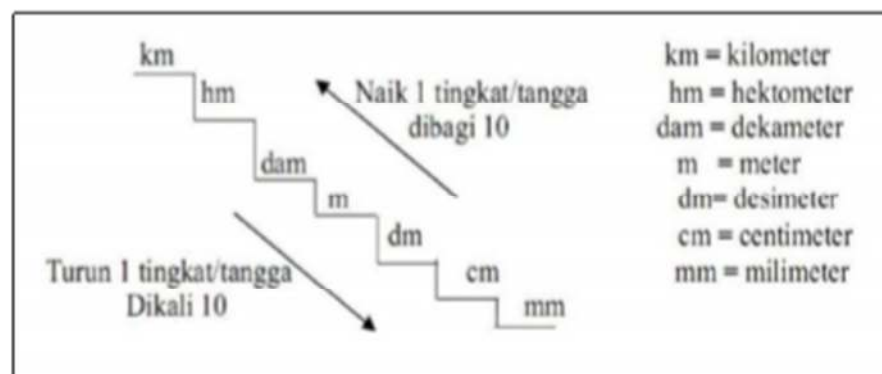 km
hm
dam
m
dm
cm
mm
Naik 1 tingkat/tangga
dibagi 10
Turun 1 tingkat/tangga
Dikali 10
km = kilometer
hm = hektometer
dam = dekameter
m = meter
dm= desimeter
cm = centimeter
mm = milimeter